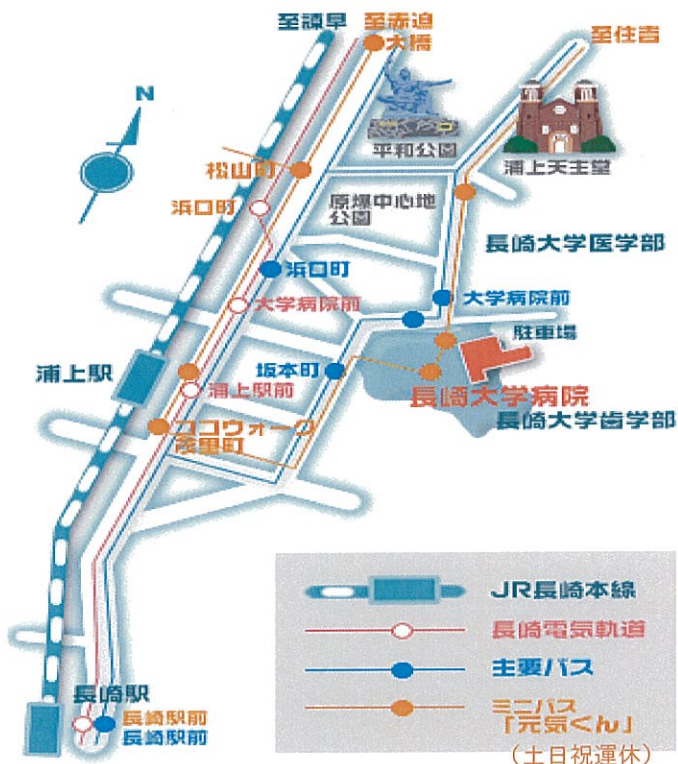 至諫早
至赤迫
大橋
至住吉
N
平和公園
浦上天主堂
松山町
浜口町
原爆中心地
公園
長崎大学医学部
浜口町
大学病院前
大学病院前
駐車場
浦上駅
坂本町
浦上駅前
長崎大学病院
長崎大学歯学部
ココウォーク
茂里町
JR長崎本線
長崎電気軌道
主要バス
ミニバス
「元気くん」
(土日祝運休)
長崎駅
長崎駅前
長崎駅前